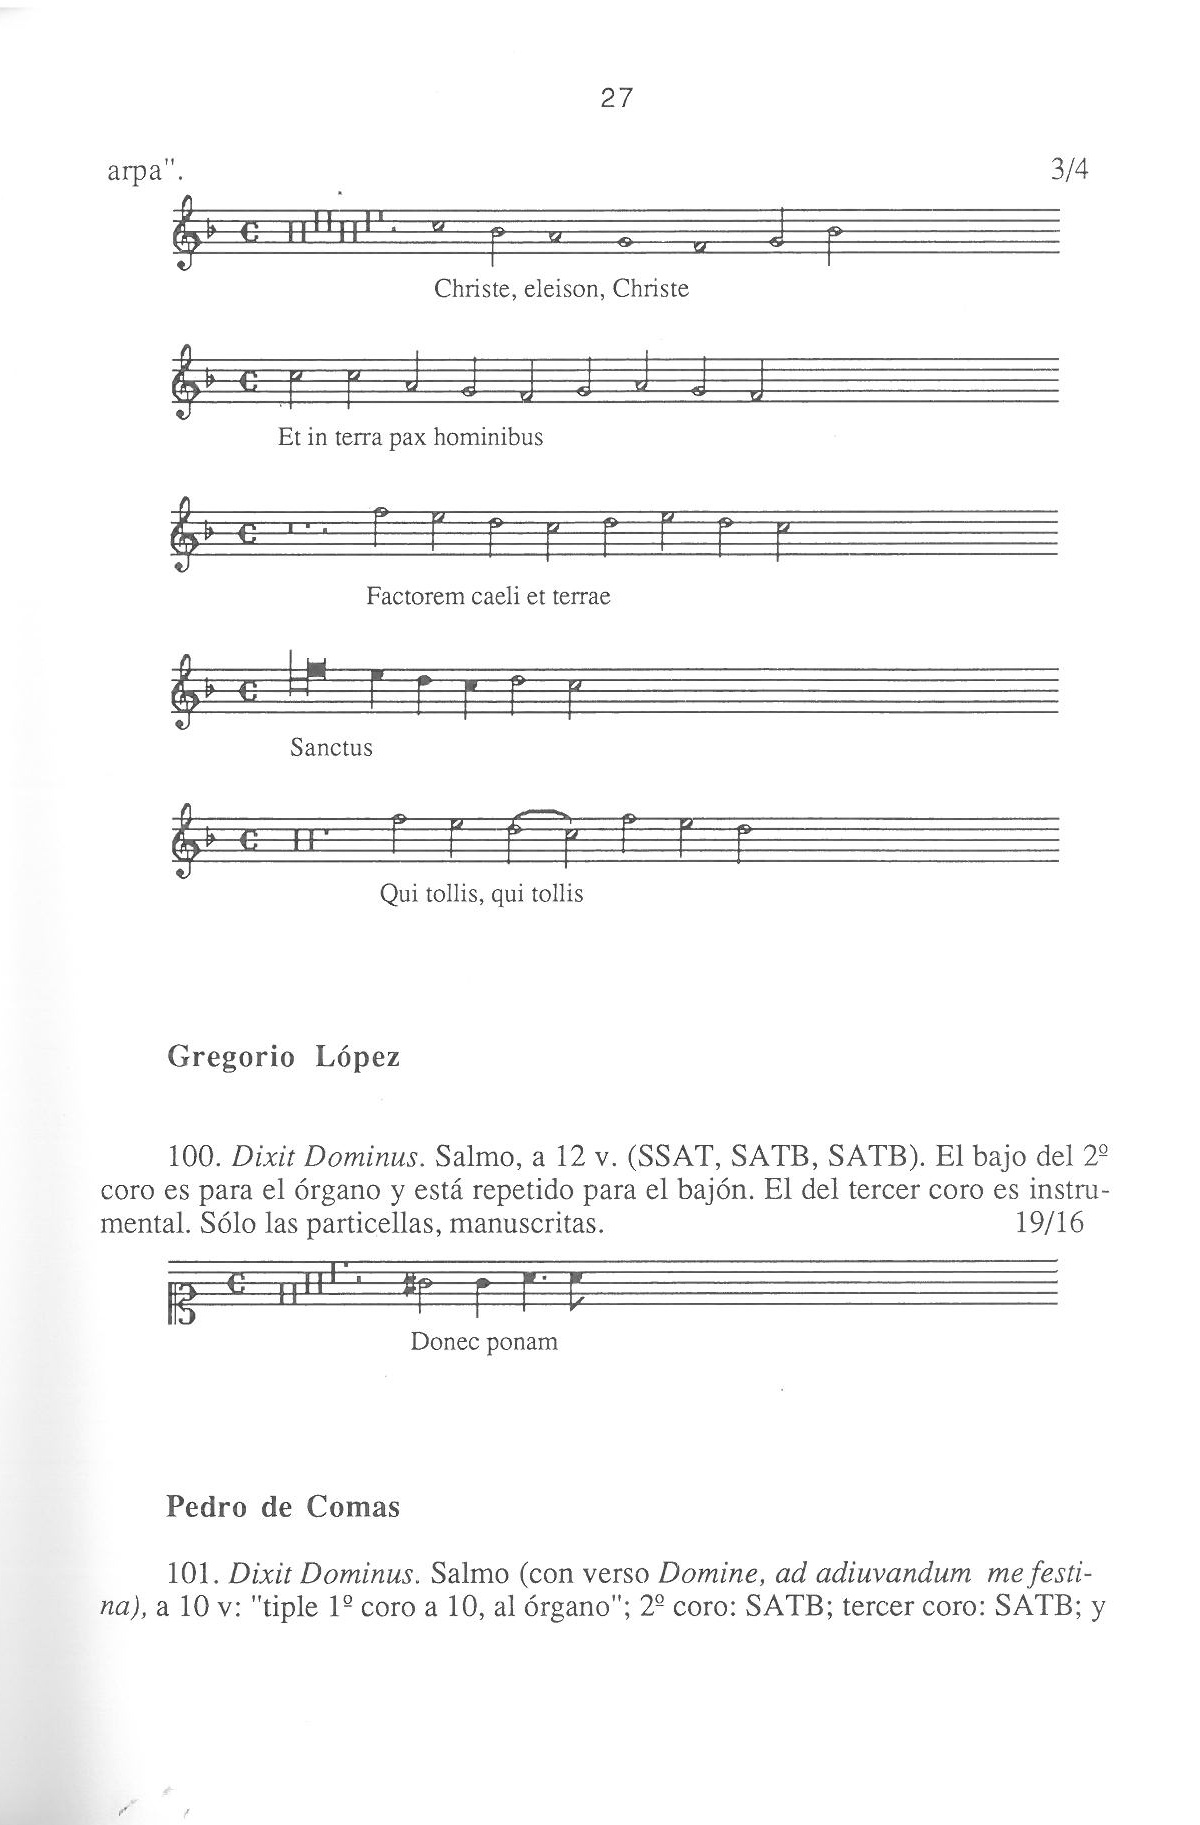 27
arpa". 3/4
Christe, eleison, Christe
Et in terra pax hominibus
Factorem caeli et terrae
Sanctus
Qui tollis, qui tollis
Gregorio López
100. Dixit Dominus. Salmo, a 12 v. (SSAT, SATB, SATB). El bajo del 2º
coro es para el órgano y está repetido para el bajón. El del tercer coro es instru-
mental. Sólo las particellas, manuscritas. 19/16
Donec ponam
Pedro de Comas
101. Dixit Dominus. Salmo (con verso Domine, ad adiuvandum me festi-
na), a 10 v: "tiple 1º coro a 10, al órgano"; 2º coro: SATB; tercer coro: SATB; y